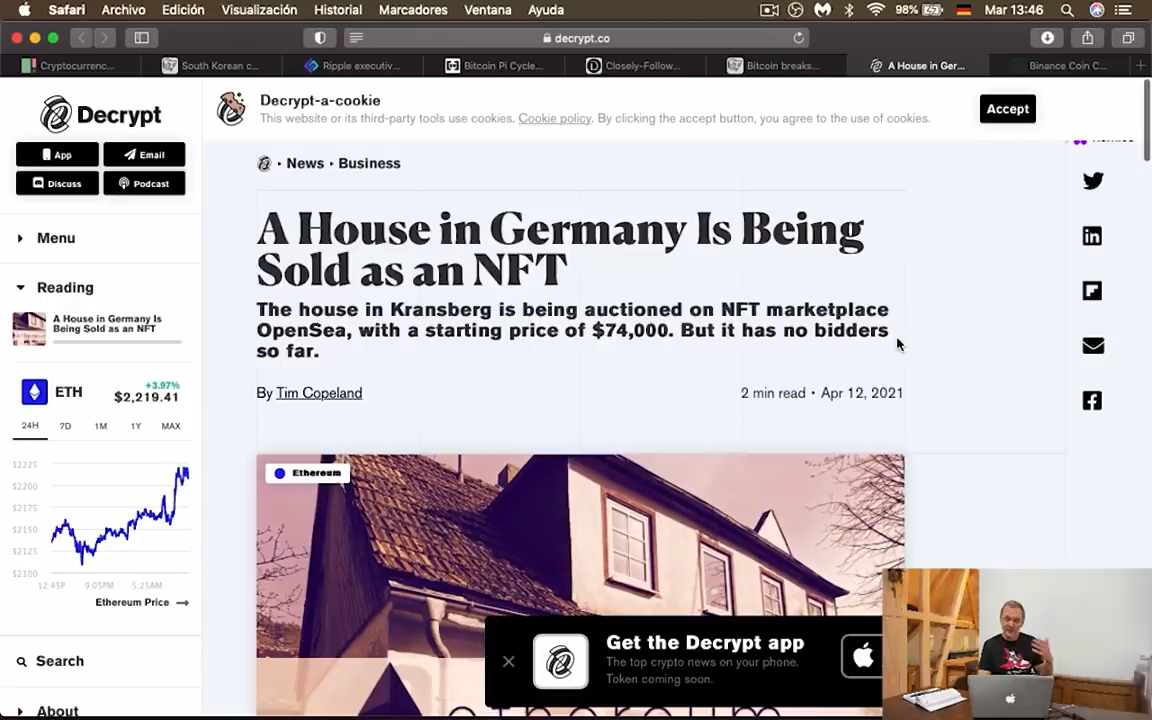 Safari Archivo Edición Visualización Historial Marcadores Ventana Ayuda
98% Mar 13:46
decrypt.co
Cryptocurrenc...
South Korean c...
Ripple executiv...
Bitcoin Pi Cycle...
Closely-Follow...
Bitcoin breaks...
A House in Ger...
Binance Coin C...
Decrypt
App
Email
Discuss
Podcast
Menu
Reading
A House in Germany Is
Being Sold as an NFT
ETH
+3.97%
$2,219.41
24H 7D 1M 1Y MAX
$2225
$2200
$2175
$2150
$2125
$2100
12:45P 9:05PM 5:25AM
Ethereum Price →
Search
About
Decrypt-a-cookie
This website or its third-party tools use cookies. Cookie policy. By clicking the accept button, you agree to the use of cookies.
Accept
News • Business
A House in Germany Is Being
Sold as an NFT
The house in Kransberg is being auctioned on NFT marketplace
OpenSea, with a starting price of $74,000. But it has no bidders
so far.
By Tim Copeland
2 min read • Apr 12, 2021
Ethereum
Get the Decrypt app
The top crypto news on your phone.
Token coming soon.